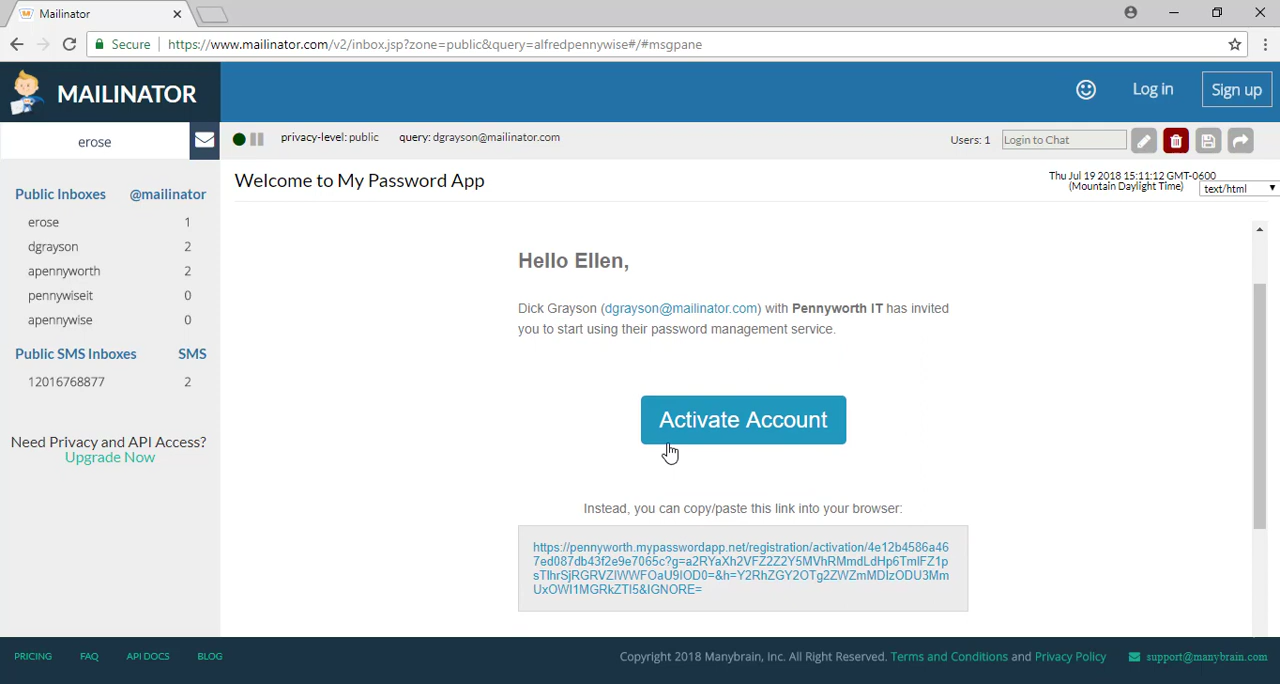 Mailinator
Secure https://www.mailinator.com/v2/inbox.jsp?zone=public&query=alfredpennywise#/#msgpane
MAILINATOR
Log in
Sign up
erose
privacy-level: public
query: dgrayson@mailinator.com
Users: 1
Login to Chat
Welcome to My Password App
Thu Jul 19 2018 15:11:12 GMT-0600
(Mountain Daylight Time)
text/html
Public Inboxes @mailinator
erose 1
dgrayson 2
apennyworth 2
pennywiseit 0
apennywise 0
Public SMS Inboxes SMS
12016768877 2
Need Privacy and API Access?
Upgrade Now
Hello Ellen,
Dick Grayson (dgrayson@mailinator.com) with Pennyworth IT has invited
you to start using their password management service.
Activate Account
Instead, you can copy/paste this link into your browser:
https://pennyworth.mypasswordapp.net/registration/activation/4e12b4586a46
7ed087db43f2e9e7065c?g=a2RYaXh2VFZ2Z2Y5MVhRMmdLdHp6TmlFZ1p
sTlhrSjRGRVZIWWFOaU9IOD0=&h=Y2RhZGY2OTg2ZWZmMDIzODU3Mm
UxOWI1MGRkZTI5&IGNORE=
PRICING FAQ API DOCS BLOG
Copyright 2018 Manybrain, Inc. All Right Reserved. Terms and Conditions and Privacy Policy
support@manybrain.com